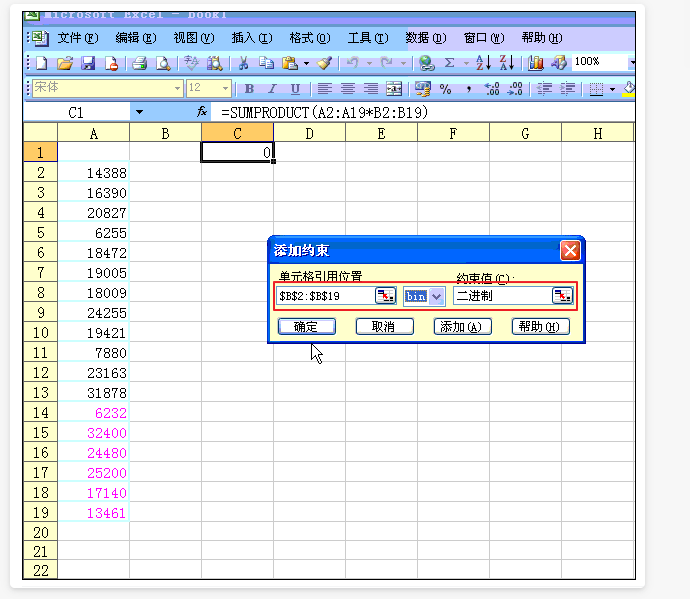 Microsoft Excel - Book1
文件(F) 编辑(E) 视图(V) 插入(I) 格式(O) 工具(T) 数据(D) 窗口(W) 帮助(H)
100%
宋体 12 B I U % ,
C1 fx =SUMPRODUCT(A2:A19*B2:B19)
A B C D E F G H
1 0
2 14388
3 16390
4 20827
5 6255
6 18472
7 19005
8 18009
9 24255
10 19421
11 7880
12 23163
13 31878
14 6232
15 32400
16 24480
17 25200
18 17140
19 13461
20
21
22
添加约束
单元格引用位置 约束值(C):
$B$2:$B$19 bin 二进制
确定 取消 添加(A) 帮助(H)